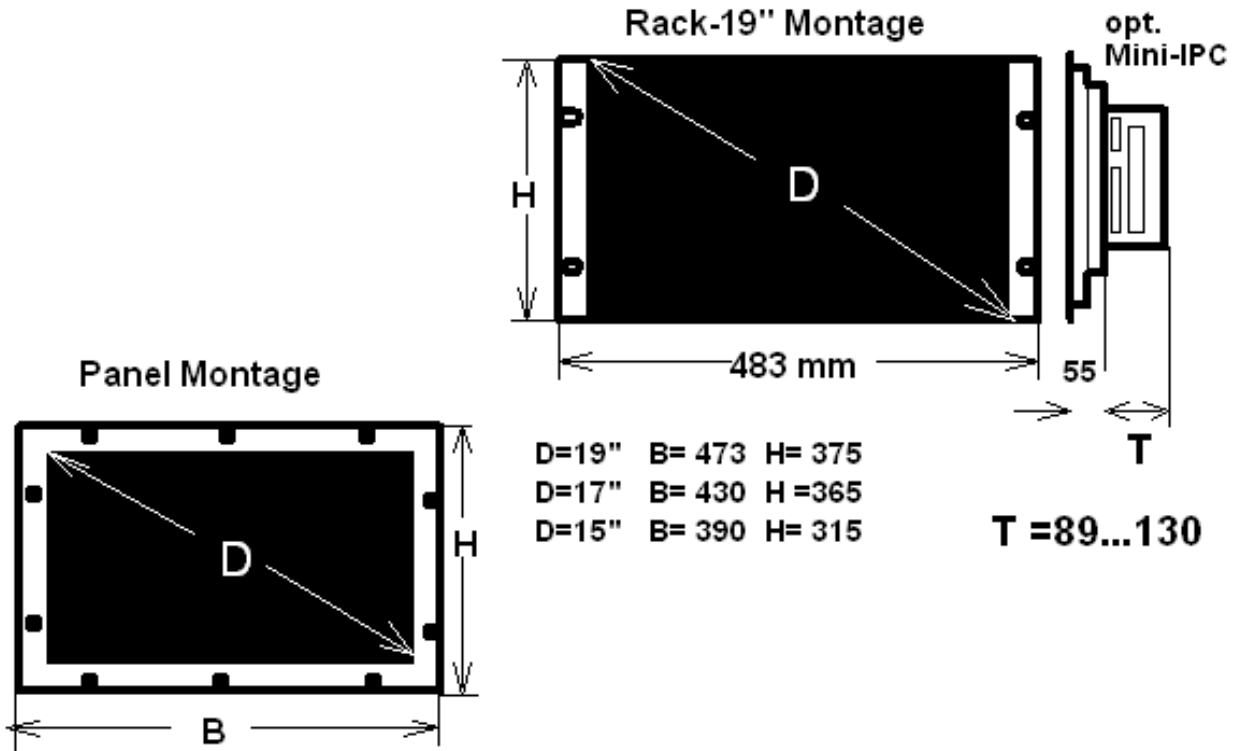 Rack-19" Montage
opt.
Mini-IPC
H
D
483 mm
55
T
Panel Montage
D=19" B= 473 H= 375
D=17" B= 430 H =365
D=15" B= 390 H= 315
T =89...130
D
H
B